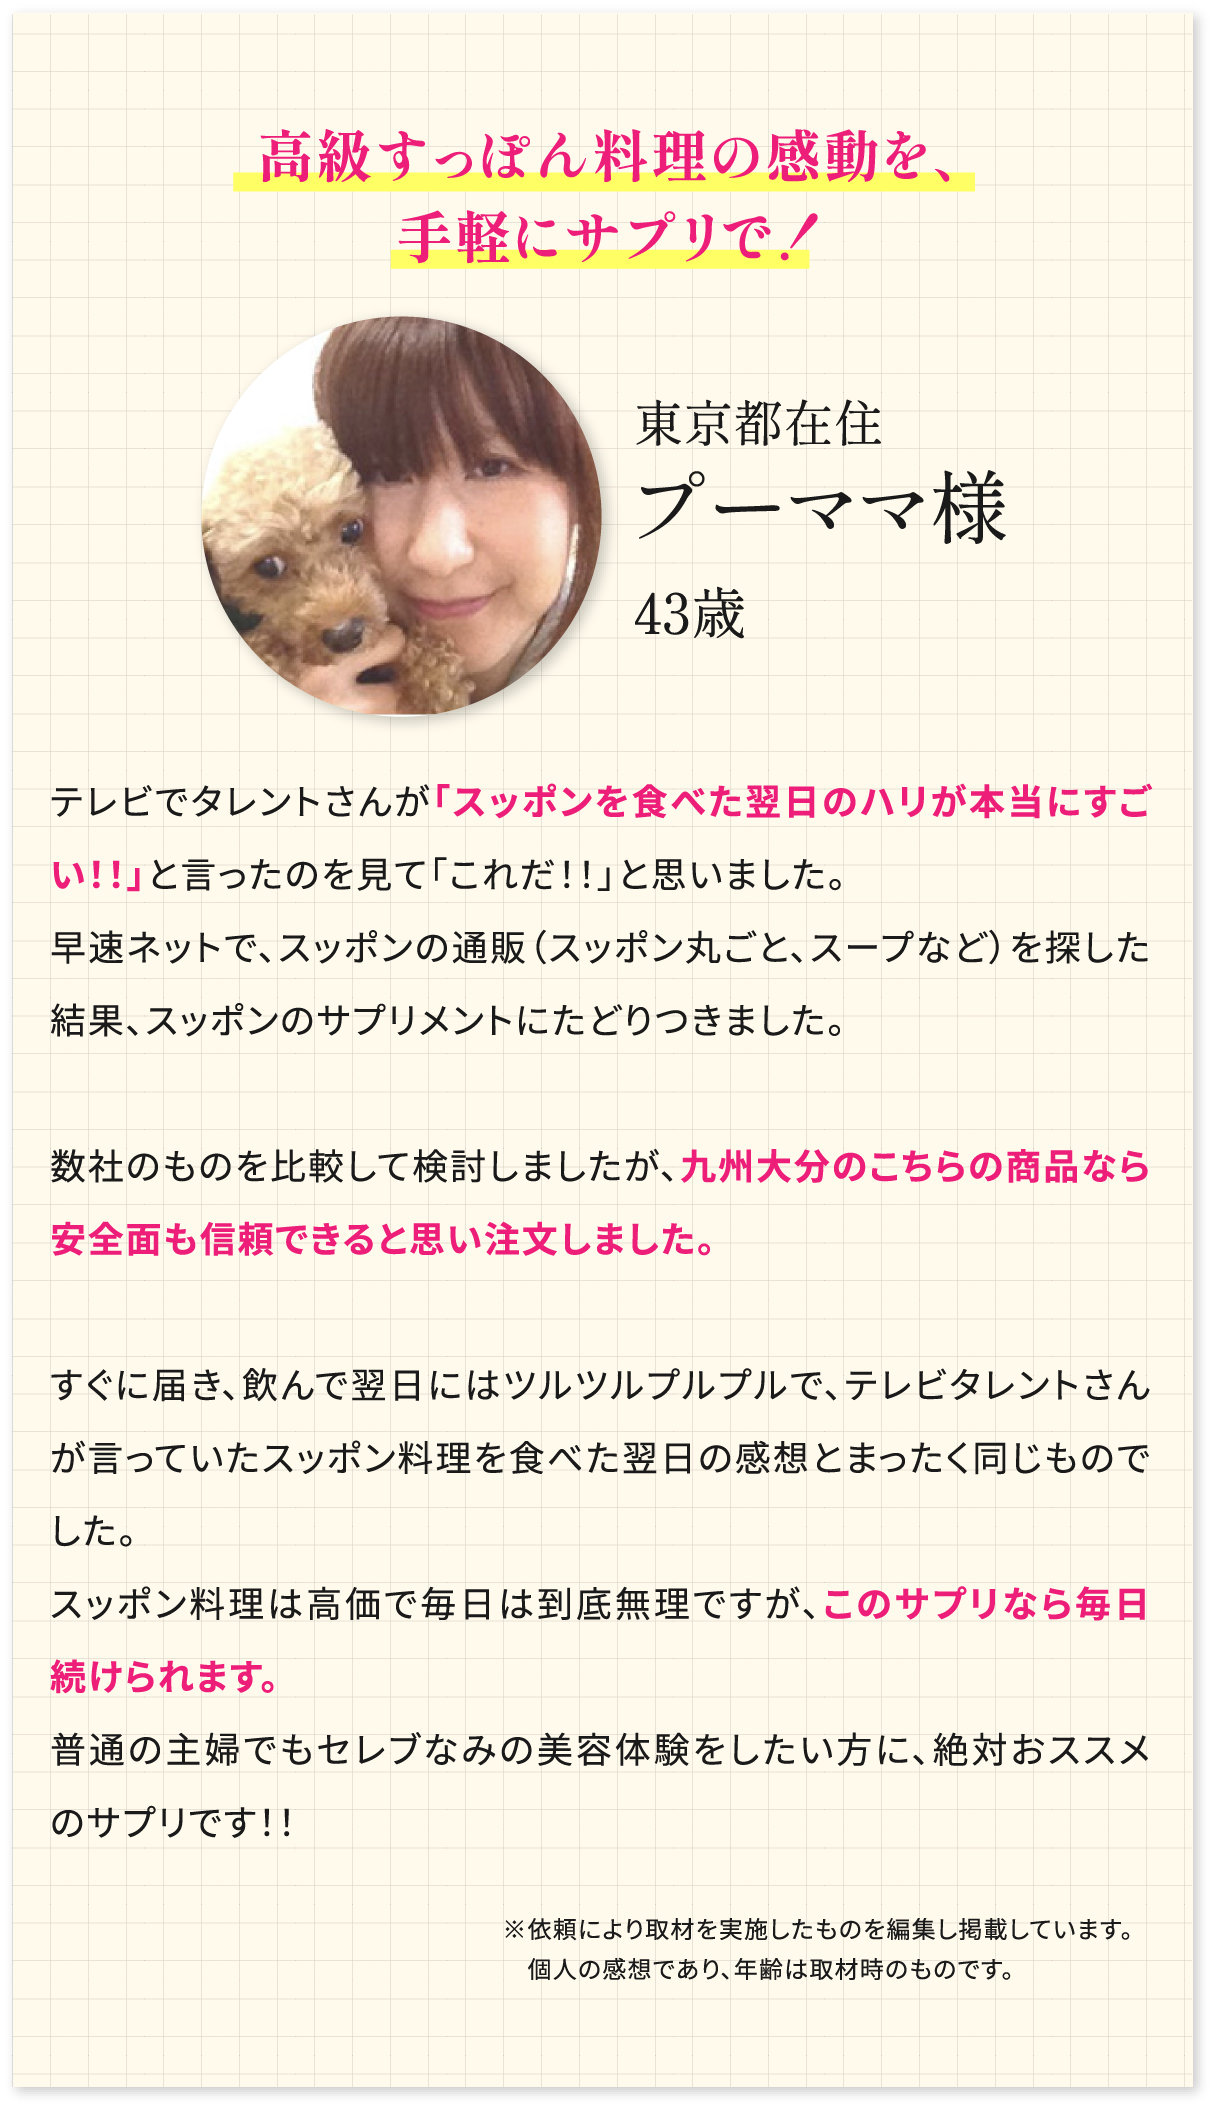 高級すっぽん料理の感動を、
手軽にサプリで！
東京都在住
プーママ様
43歳
テレビでタレントさんが「スッポンを食べた翌日のハリが本当にすご
い！！」と言ったのを見て「これだ！！」と思いました。
早速ネットで、スッポンの通販（スッポン丸ごと、スープなど）を探した
結果、スッポンのサプリメントにたどりつきました。
数社のものを比較して検討しましたが、九州大分のこちらの商品なら
安全面も信頼できると思い注文しました。
すぐに届き、飲んで翌日にはツルツルプルプルで、テレビタレントさん
が言っていたスッポン料理を食べた翌日の感想とまったく同じもので
した。
スッポン料理は高価で毎日は到底無理ですが、このサプリなら毎日
続けられます。
普通の主婦でもセレブなみの美容体験をしたい方に、絶対おススメ
のサプリです！！
※依頼により取材を実施したものを編集し掲載しています。
個人の感想であり、年齢は取材時のものです。